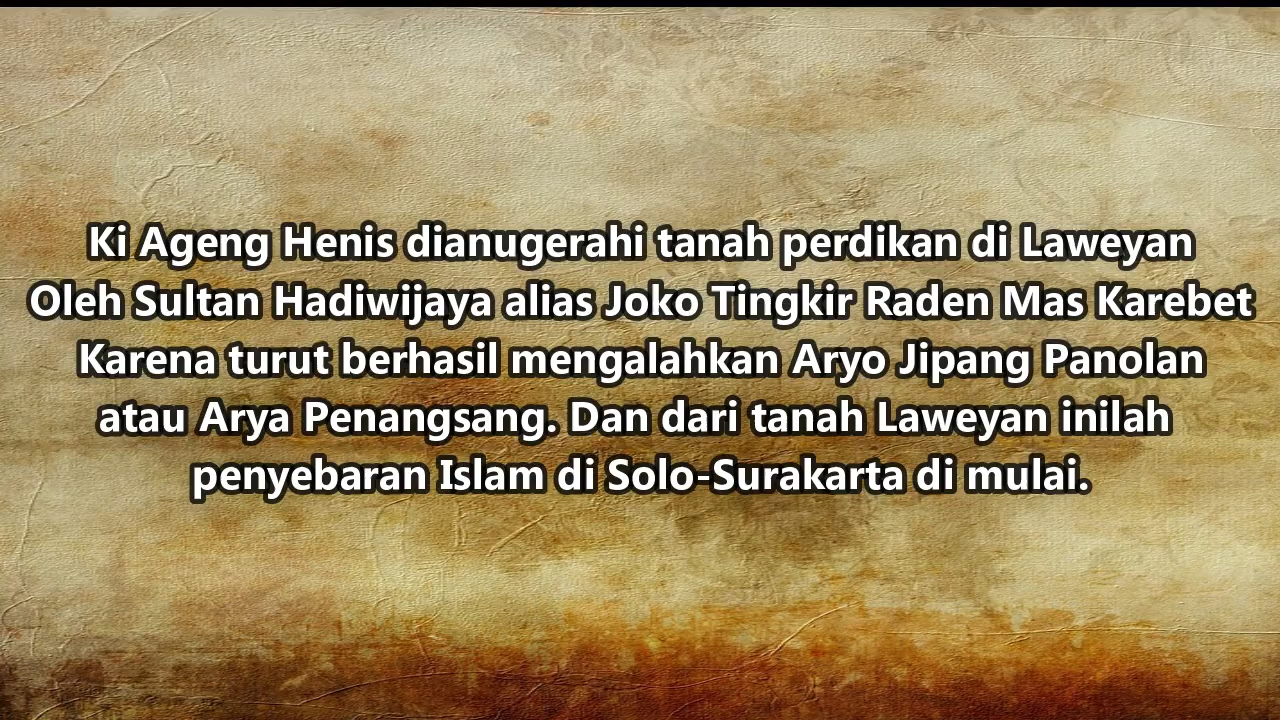 Ki Ageng Henis dianugerahi tanah perdikan di Laweyan
Oleh Sultan Hadiwijaya alias Joko Tingkir Raden Mas Karebet
Karena turut berhasil mengalahkan Aryo Jipang Panolan
atau Arya Penangsang. Dan dari tanah Laweyan inilah
penyebaran Islam di Solo-Surakarta di mulai.